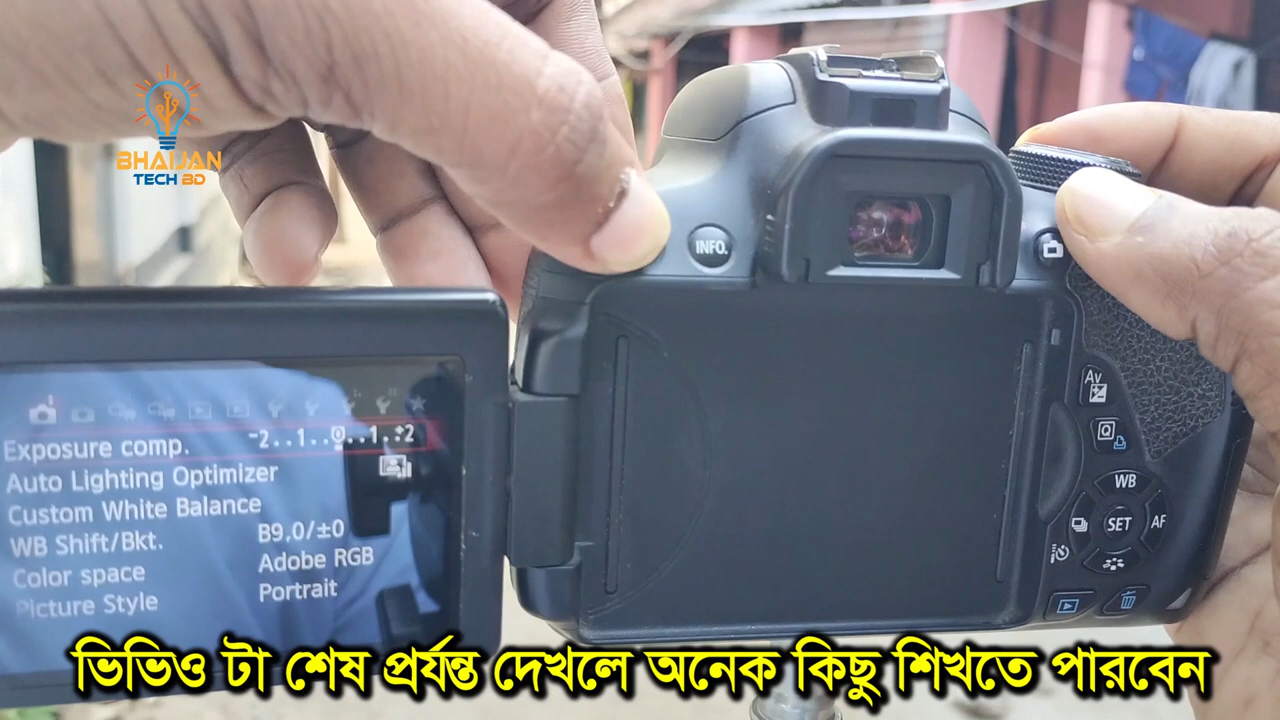 BHAIJAN
TECH BD
INFO.
Exposure comp. -2..1..0..1.:+2
Auto Lighting Optimizer
Custom White Balance
WB Shift/Bkt. B9,0/±0
Color space Adobe RGB
Picture Style Portrait
Av
Q
WB
SET
AF
ভিভিও টা শেষ প্রর্যন্ত দেখলে অনেক কিছু শিখতে পারবেন